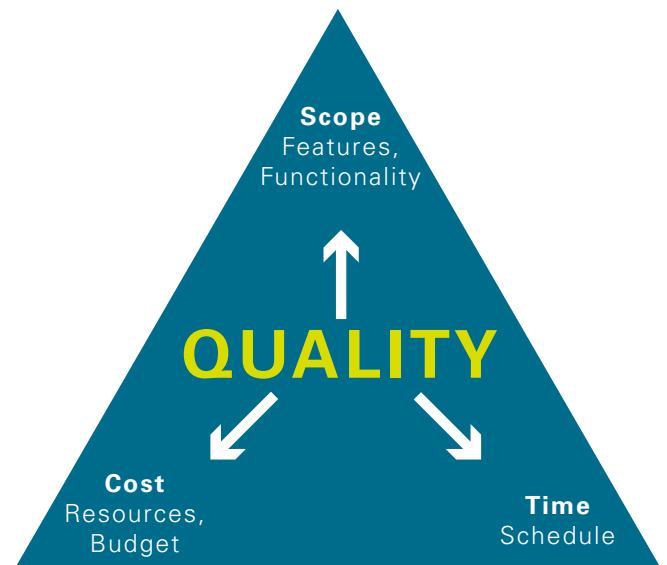 Scope
Features,
Functionality
QUALITY
Cost
Resources,
Budget
Time
Schedule